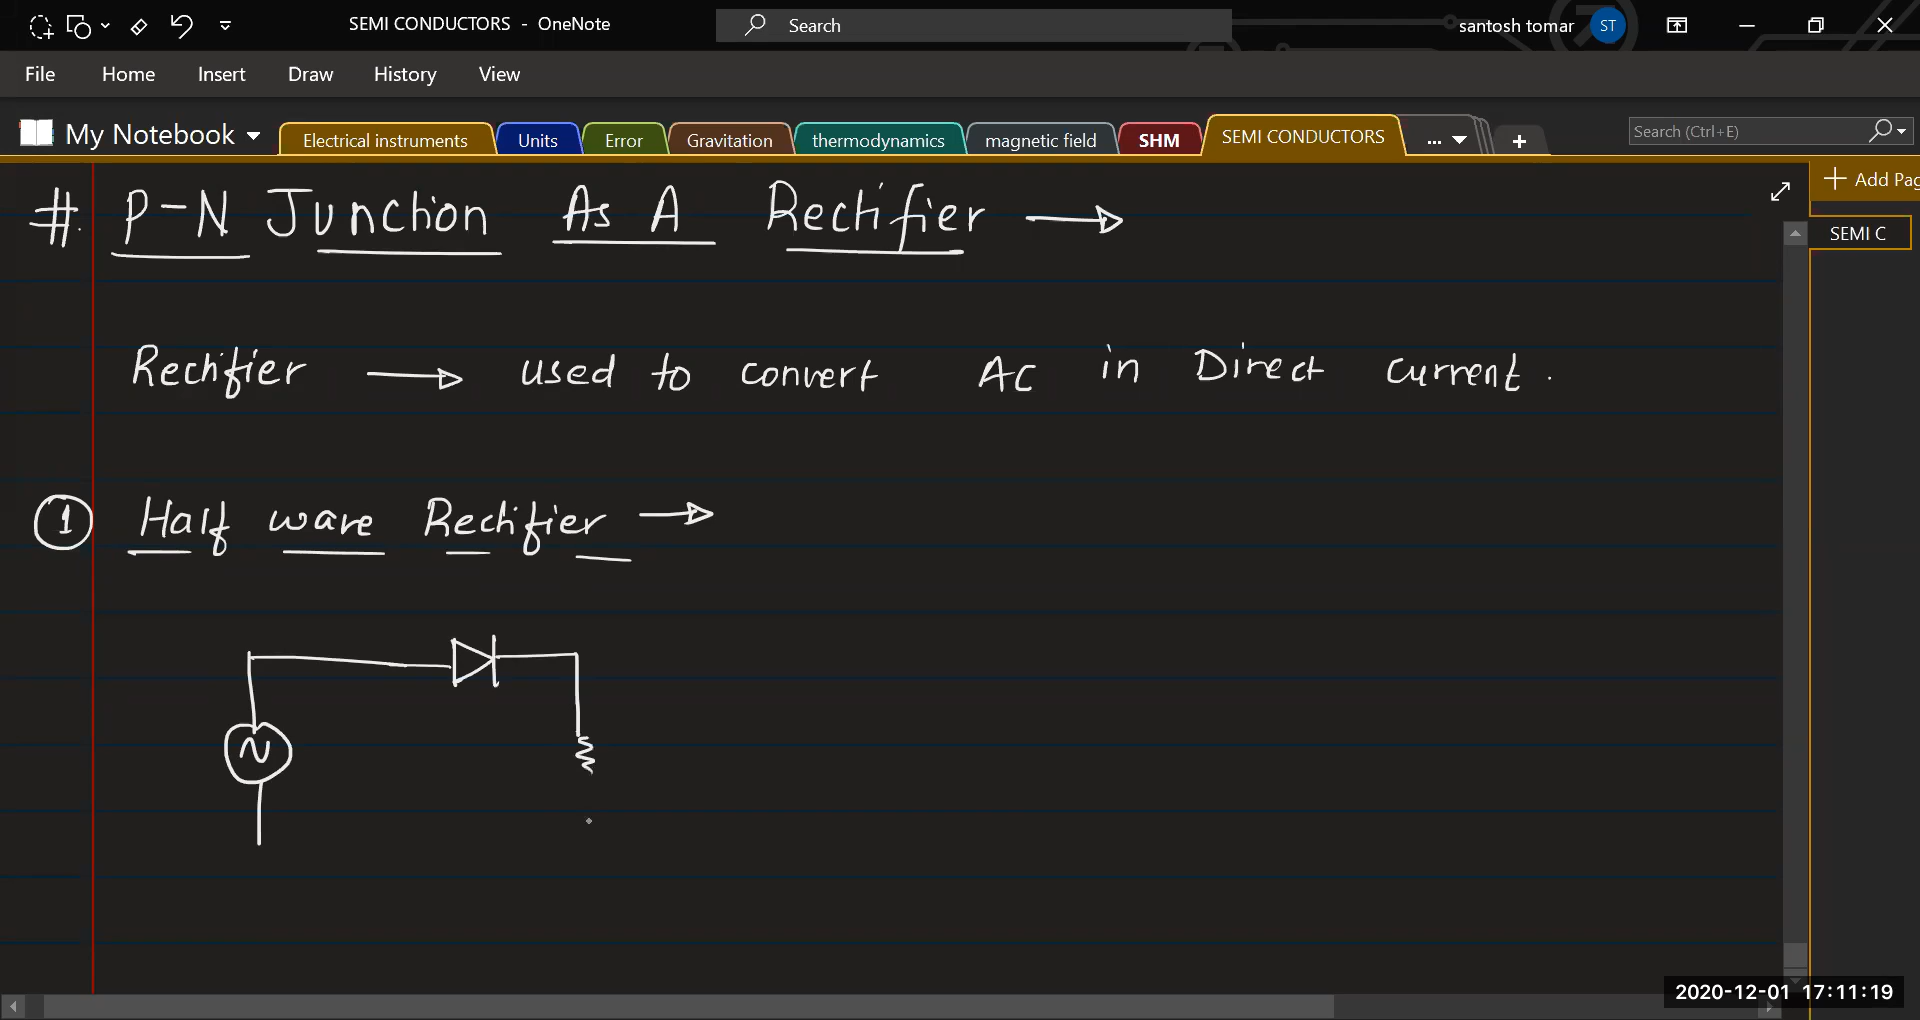 SEMI CONDUCTORS - OneNote
Search
santosh tomar
ST
File Home Insert Draw History View
My Notebook
Electrical instruments
Units
Error
Gravitation
thermodynamics
magnetic field
SHM
SEMI CONDUCTORS
...
Search (Ctrl+E)
Add Pag
SEMI C
# P-N Junction As A Rectifier →
Rectifier → used to convert AC in Direct current.
① Half wave Rectifier →
2020-12-01 17:11:19